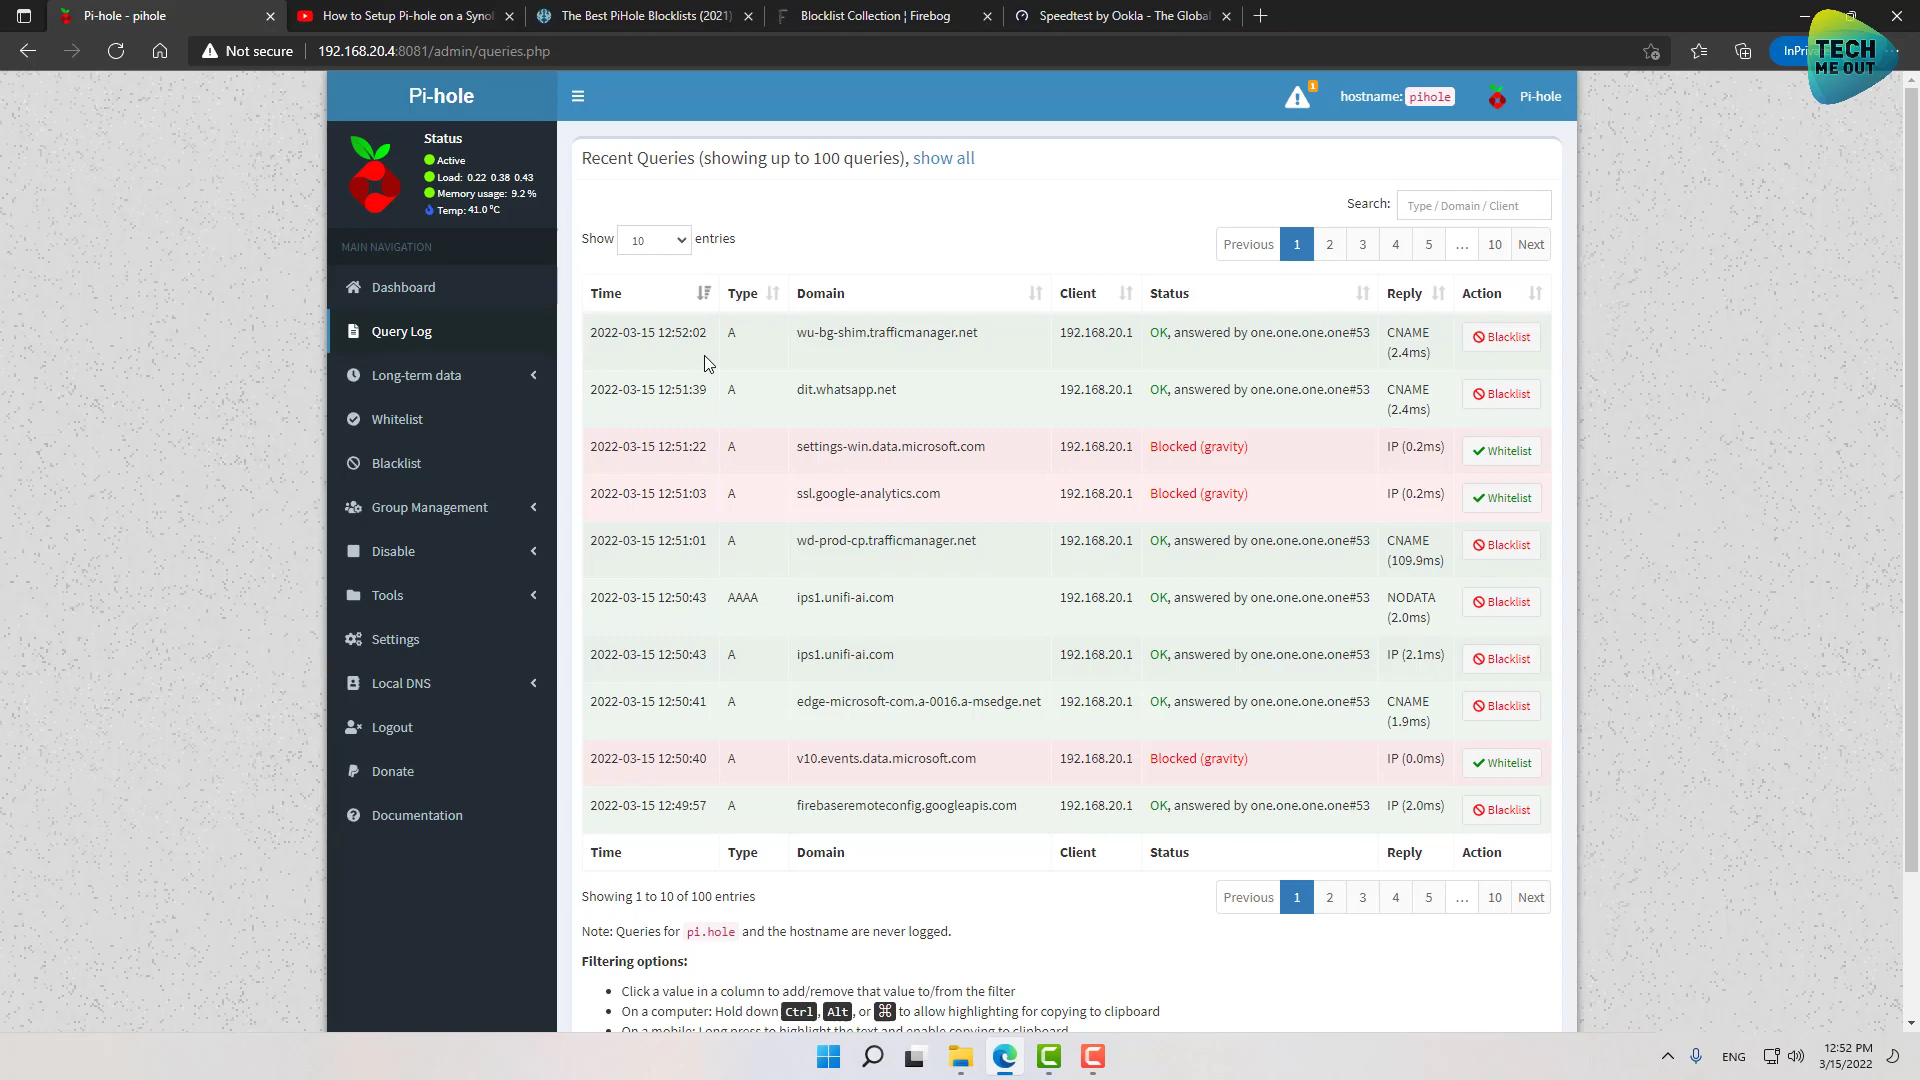 Pi-hole - pihole
How to Setup Pi-hole on a Syno
The Best PiHole Blocklists (2021)
Blocklist Collection | Firebog
Speedtest by Ookla - The Global
Not secure
192.168.20.4:8081/admin/queries.php
InPriv
TECH
ME OUT
Pi-hole
hostname: pihole
Pi-hole
1
Status
Active
Load: 0.22 0.38 0.43
Memory usage: 9.2 %
Temp: 41.0 °C
MAIN NAVIGATION
Dashboard
Query Log
Long-term data
Whitelist
Blacklist
Group Management
Disable
Tools
Settings
Local DNS
Logout
Donate
Documentation
Recent Queries (showing up to 100 queries), show all
Search: Type / Domain / Client
Show 10 entries
Previous 1 2 3 4 5 … 10 Next
Time Type Domain Client Status Reply Action
2022-03-15 12:52:02 A wu-bg-shim.trafficmanager.net 192.168.20.1 OK, answered by one.one.one.one#53 CNAME Blacklist
(2.4ms)
2022-03-15 12:51:39 A dit.whatsapp.net 192.168.20.1 OK, answered by one.one.one.one#53 CNAME Blacklist
(2.4ms)
2022-03-15 12:51:22 A settings-win.data.microsoft.com 192.168.20.1 Blocked (gravity) IP (0.2ms) Whitelist
2022-03-15 12:51:03 A ssl.google-analytics.com 192.168.20.1 Blocked (gravity) IP (0.2ms) Whitelist
2022-03-15 12:51:01 A wd-prod-cp.trafficmanager.net 192.168.20.1 OK, answered by one.one.one.one#53 CNAME Blacklist
(109.9ms)
2022-03-15 12:50:43 AAAA ips1.unifi-ai.com 192.168.20.1 OK, answered by one.one.one.one#53 NODATA Blacklist
(2.0ms)
2022-03-15 12:50:43 A ips1.unifi-ai.com 192.168.20.1 OK, answered by one.one.one.one#53 IP (2.1ms) Blacklist
2022-03-15 12:50:41 A edge-microsoft-com.a-0016.a-msedge.net 192.168.20.1 OK, answered by one.one.one.one#53 CNAME Blacklist
(1.9ms)
2022-03-15 12:50:40 A v10.events.data.microsoft.com 192.168.20.1 Blocked (gravity) IP (0.0ms) Whitelist
2022-03-15 12:49:57 A firebaseremoteconfig.googleapis.com 192.168.20.1 OK, answered by one.one.one.one#53 IP (2.0ms) Blacklist
Time Type Domain Client Status Reply Action
Showing 1 to 10 of 100 entries
Previous 1 2 3 4 5 … 10 Next
Note: Queries for pi.hole and the hostname are never logged.
Filtering options:
• Click a value in a column to add/remove that value to/from the filter
• On a computer: Hold down Ctrl, Alt, or ⌘ to allow highlighting for copying to clipboard
• On a mobile: Long press to highlight the text and enable copying to clipboard
ENG
12:52 PM
3/15/2022